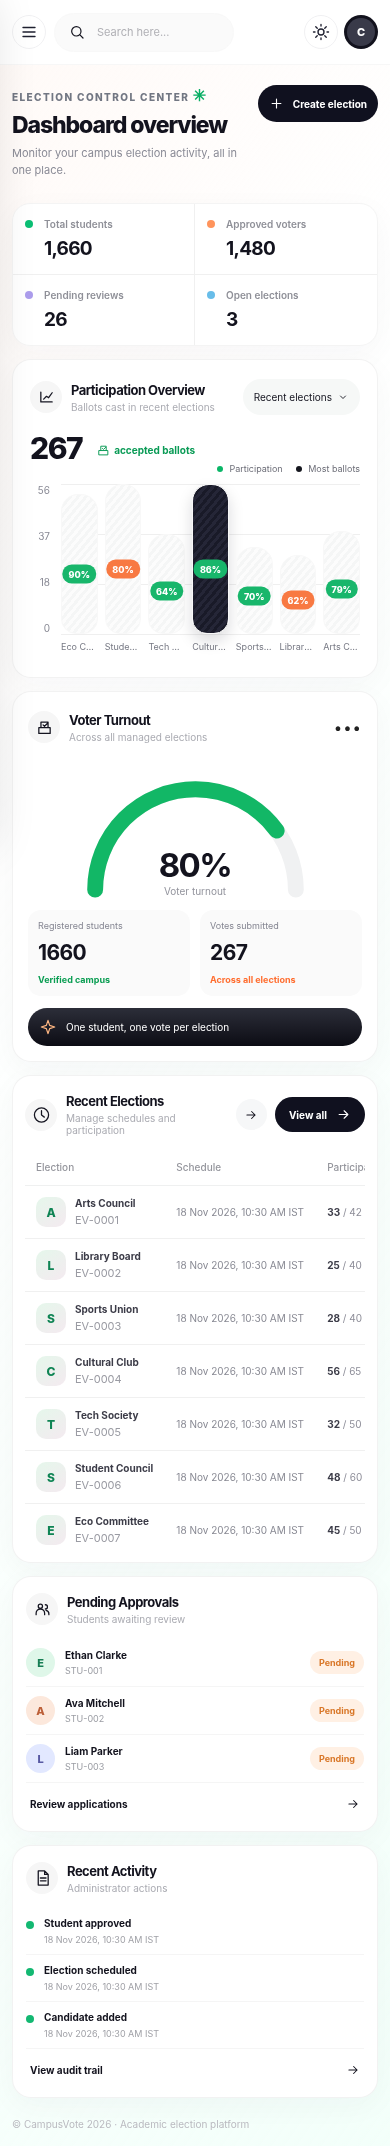 Search here...
C
ELECTION CONTROL CENTER
Create election
Dashboard overview
Monitor your campus election activity, all in
one place.
Total students
1,660
Approved voters
1,480
Pending reviews
26
Open elections
3
Participation Overview
Ballots cast in recent elections
Recent elections
267 accepted ballots
Participation Most ballots
56
37
18
0
90%
80%
64%
86%
70%
62%
79%
Eco C... Stude... Tech ... Cultur... Sports... Librar... Arts C...
Voter Turnout
Across all managed elections
80%
Voter turnout
Registered students
1660
Verified campus
Votes submitted
267
Across all elections
One student, one vote per election
Recent Elections
Manage schedules and
participation
View all
Election Schedule Particip
A Arts Council
EV-0001
18 Nov 2026, 10:30 AM IST
33 / 42
L Library Board
EV-0002
18 Nov 2026, 10:30 AM IST
25 / 40
S Sports Union
EV-0003
18 Nov 2026, 10:30 AM IST
28 / 40
C Cultural Club
EV-0004
18 Nov 2026, 10:30 AM IST
56 / 65
T Tech Society
EV-0005
18 Nov 2026, 10:30 AM IST
32 / 50
S Student Council
EV-0006
18 Nov 2026, 10:30 AM IST
48 / 60
E Eco Committee
EV-0007
18 Nov 2026, 10:30 AM IST
45 / 50
Pending Approvals
Students awaiting review
E Ethan Clarke
STU-001
Pending
A Ava Mitchell
STU-002
Pending
L Liam Parker
STU-003
Pending
Review applications
Recent Activity
Administrator actions
Student approved
18 Nov 2026, 10:30 AM IST
Election scheduled
18 Nov 2026, 10:30 AM IST
Candidate added
18 Nov 2026, 10:30 AM IST
View audit trail
© CampusVote 2026 · Academic election platform